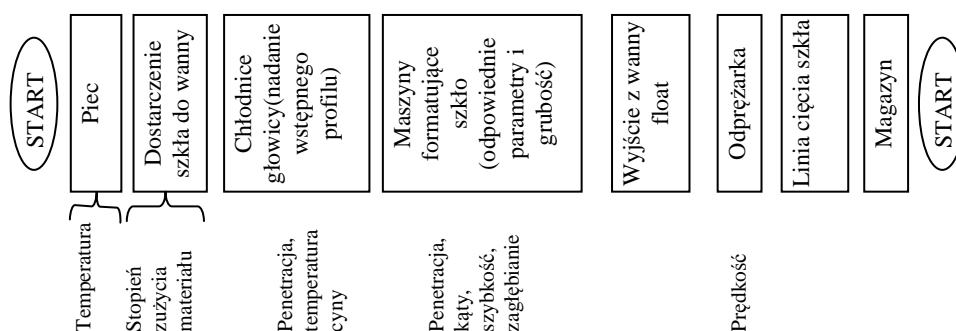 START
Piec
Dostarczenie
szkła do wanny
Chłodnice
głowicy(nadanie
wstępnego
profilu)
Maszyny
formatujące
szkło
(odpowiednie
parametry i
grubość)
Wyjście z wanny
float
Odprężarka
Linia cięcia szkła
Magazyn
START
Temperatura
Stopień
zużycia
materiału
Penetracja,
temperatura
cyny
Penetracja,
kąty,
szybkość,
zagłębianie
Prędkość